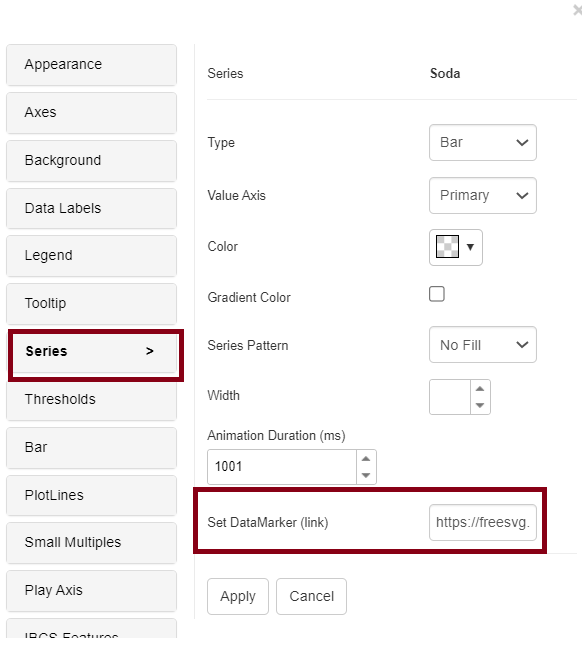 ×
Appearance
Axes
Background
Data Labels
Legend
Tooltip
Series >
Thresholds
Bar
PlotLines
Small Multiples
Play Axis
IBCS Features
Series Soda
Type Bar
Value Axis Primary
Color
Gradient Color
Series Pattern No Fill
Width
Animation Duration (ms)
1001
Set DataMarker (link) https://freesvg.
Apply Cancel